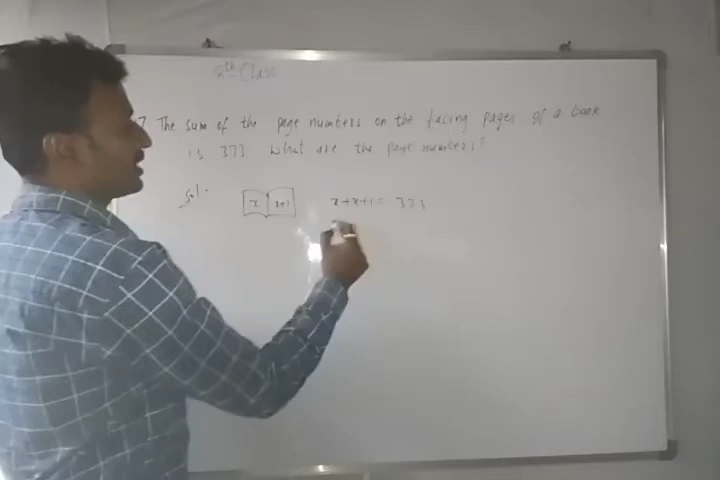 8th Class
7 The sum of the page numbers on the facing pages of a book
is 373 What are the page numbers?
Sol.
x x+1 x+x+1 = 373